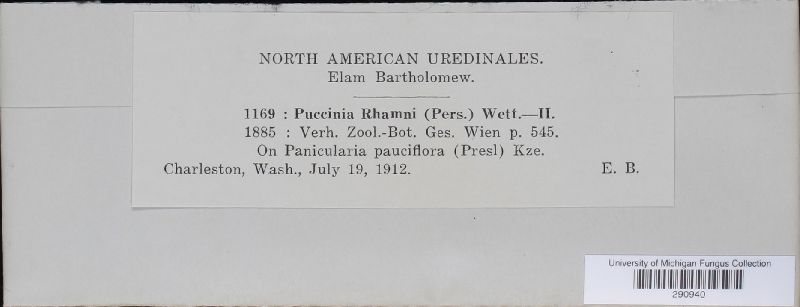 NORTH AMERICAN UREDINALES.
Elam Bartholomew.
1169 : Puccinia Rhamni (Pers.) Wett.—II.
1885 : Verh. Zool.-Bot. Ges. Wien p. 545.
On Panicularia pauciflora (Presl) Kze.
Charleston, Wash., July 19, 1912. E. B.
University of Michigan Fungus Collection
290940